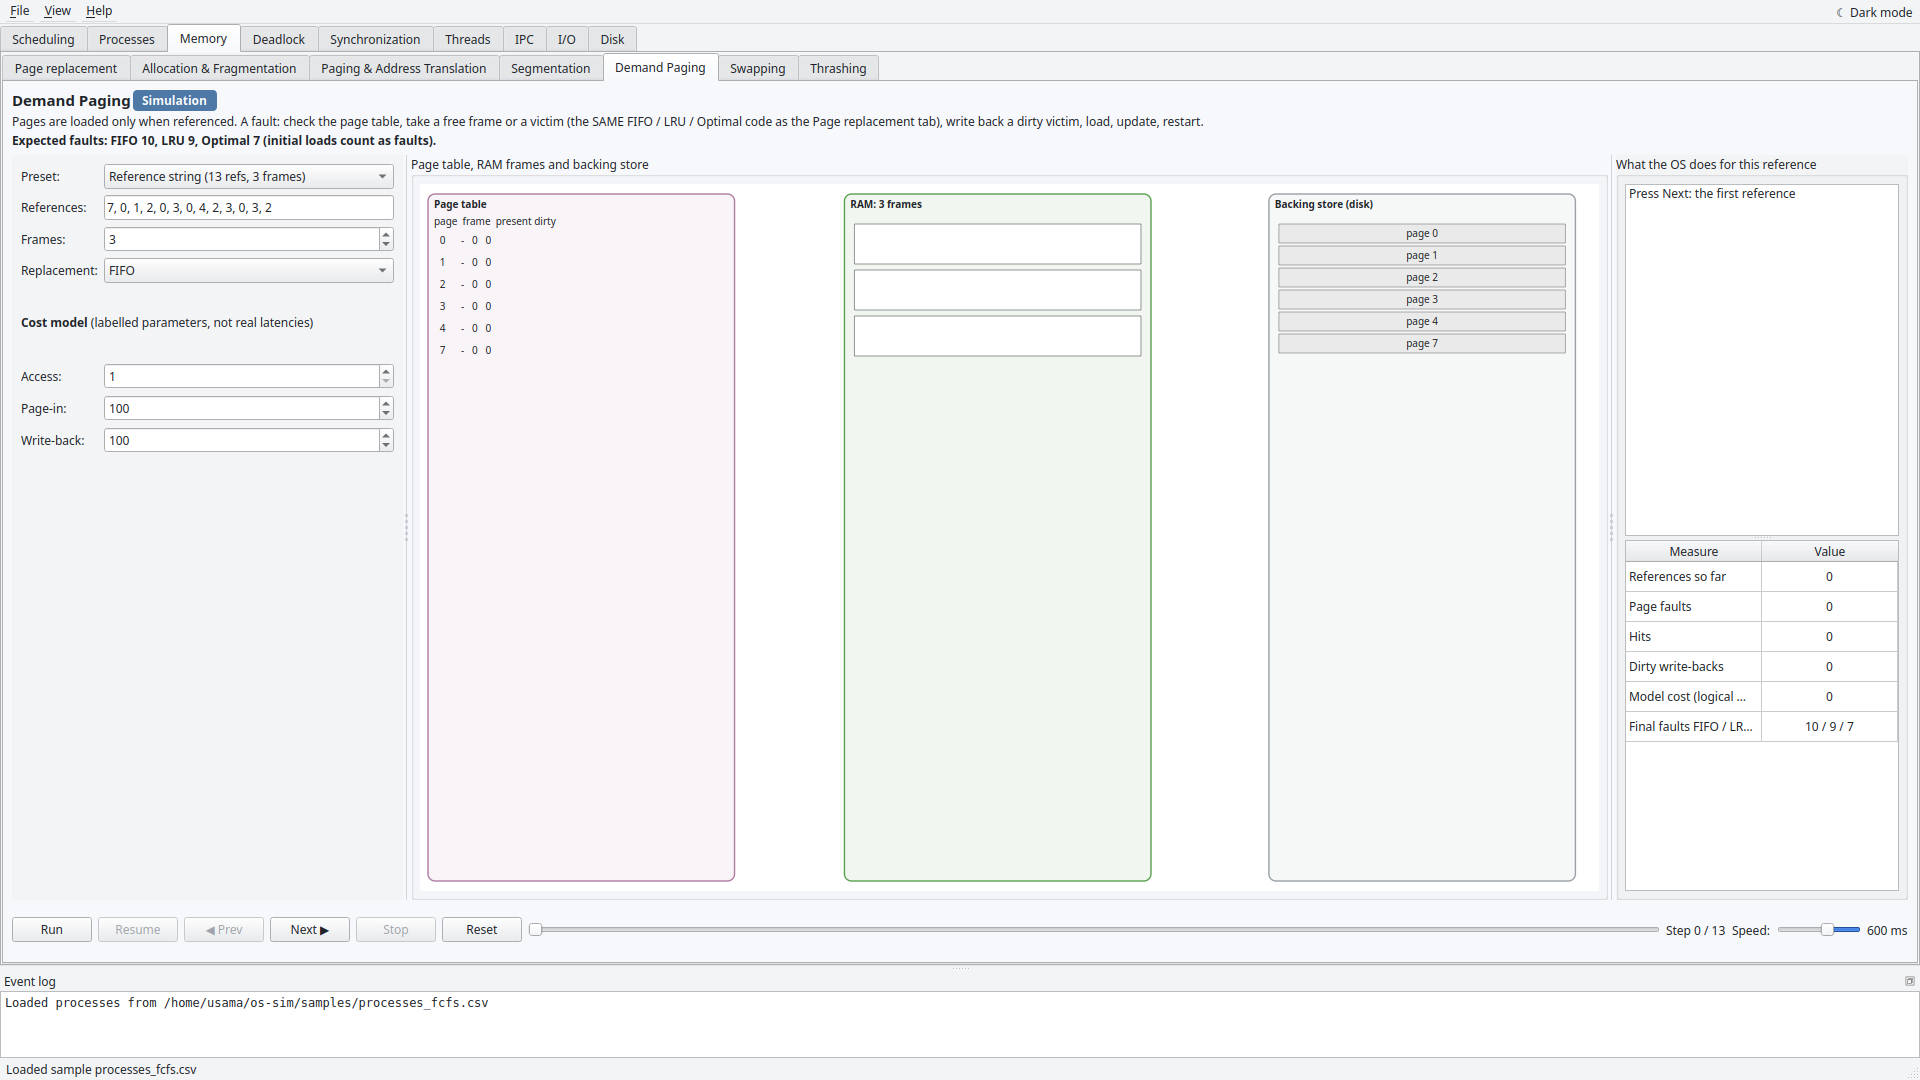 File View Help
☾ Dark mode
Scheduling Processes Memory Deadlock Synchronization Threads IPC I/O Disk
Page replacement Allocation & Fragmentation Paging & Address Translation Segmentation Demand Paging Swapping Thrashing
Demand Paging Simulation
Pages are loaded only when referenced. A fault: check the page table, take a free frame or a victim (the SAME FIFO / LRU / Optimal code as the Page replacement tab), write back a dirty victim, load, update, restart.
Expected faults: FIFO 10, LRU 9, Optimal 7 (initial loads count as faults).
Preset: Reference string (13 refs, 3 frames)
References: 7, 0, 1, 2, 0, 3, 0, 4, 2, 3, 0, 3, 2
Frames: 3
Replacement: FIFO
Cost model (labelled parameters, not real latencies)
Access: 1
Page-in: 100
Write-back: 100
Page table, RAM frames and backing store
Page table
page frame present dirty
0 - 0 0
1 - 0 0
2 - 0 0
3 - 0 0
4 - 0 0
7 - 0 0
RAM: 3 frames
Backing store (disk)
page 0
page 1
page 2
page 3
page 4
page 7
What the OS does for this reference
Press Next: the first reference
Measure Value
References so far 0
Page faults 0
Hits 0
Dirty write-backs 0
Model cost (logical ... 0
Final faults FIFO / LR... 10 / 9 / 7
Run Resume ◀ Prev Next ▶ Stop Reset Step 0 / 13 Speed: 600 ms
Event log
Loaded processes from /home/usama/os-sim/samples/processes_fcfs.csv
Loaded sample processes_fcfs.csv